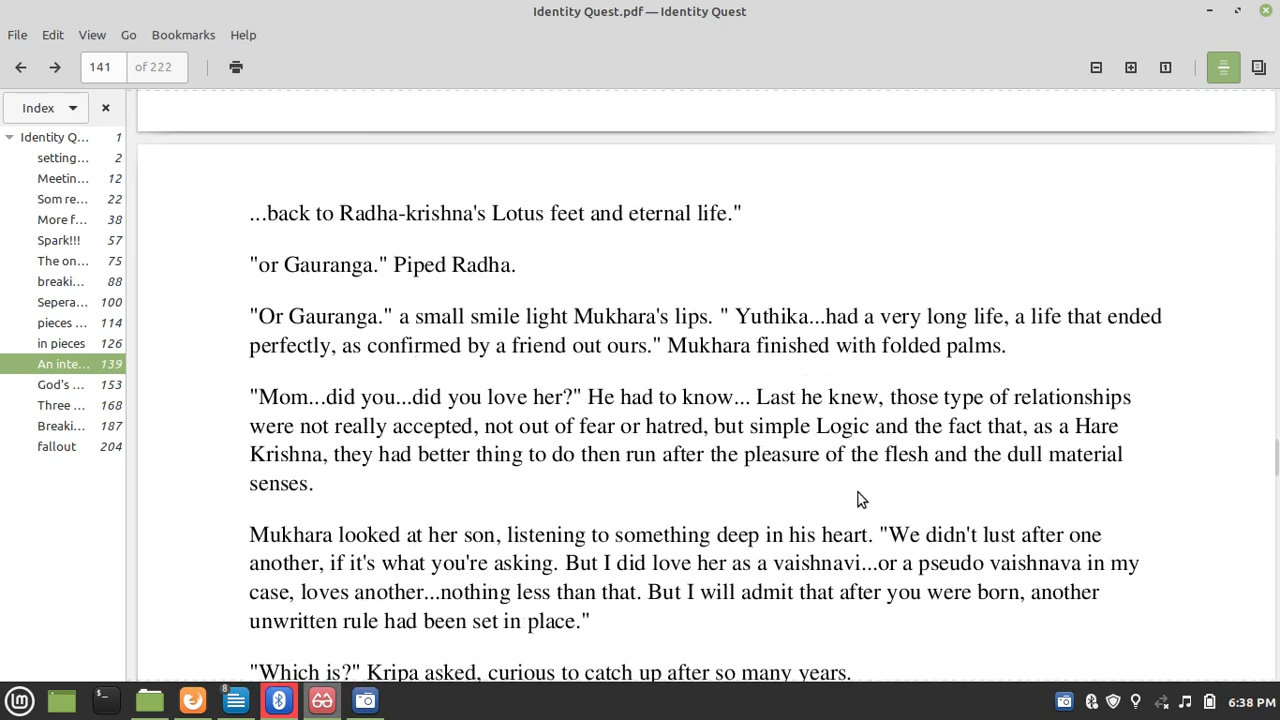 Identity Quest.pdf — Identity Quest
File Edit View Go Bookmarks Help
141 of 222
Index
Identity Q... 1
setting... 2
Meetin... 12
Som re... 22
More f... 38
Spark!!! 57
The on... 75
breaki... 88
Sepera... 100
pieces ... 114
in pieces 126
An inte... 139
God's ... 153
Three ... 168
Breaki... 187
fallout 204
...back to Radha-krishna's Lotus feet and eternal life."
"or Gauranga." Piped Radha.
"Or Gauranga." a small smile light Mukhara's lips. " Yuthika...had a very long life, a life that ended
perfectly, as confirmed by a friend out ours." Mukhara finished with folded palms.
"Mom...did you...did you love her?" He had to know... Last he knew, those type of relationships
were not really accepted, not out of fear or hatred, but simple Logic and the fact that, as a Hare
Krishna, they had better thing to do then run after the pleasure of the flesh and the dull material
senses.
Mukhara looked at her son, listening to something deep in his heart. "We didn't lust after one
another, if it's what you're asking. But I did love her as a vaishnavi...or a pseudo vaishnava in my
case, loves another...nothing less than that. But I will admit that after you were born, another
unwritten rule had been set in place."
"Which is?" Kripa asked, curious to catch up after so many years.
8
6:38 PM